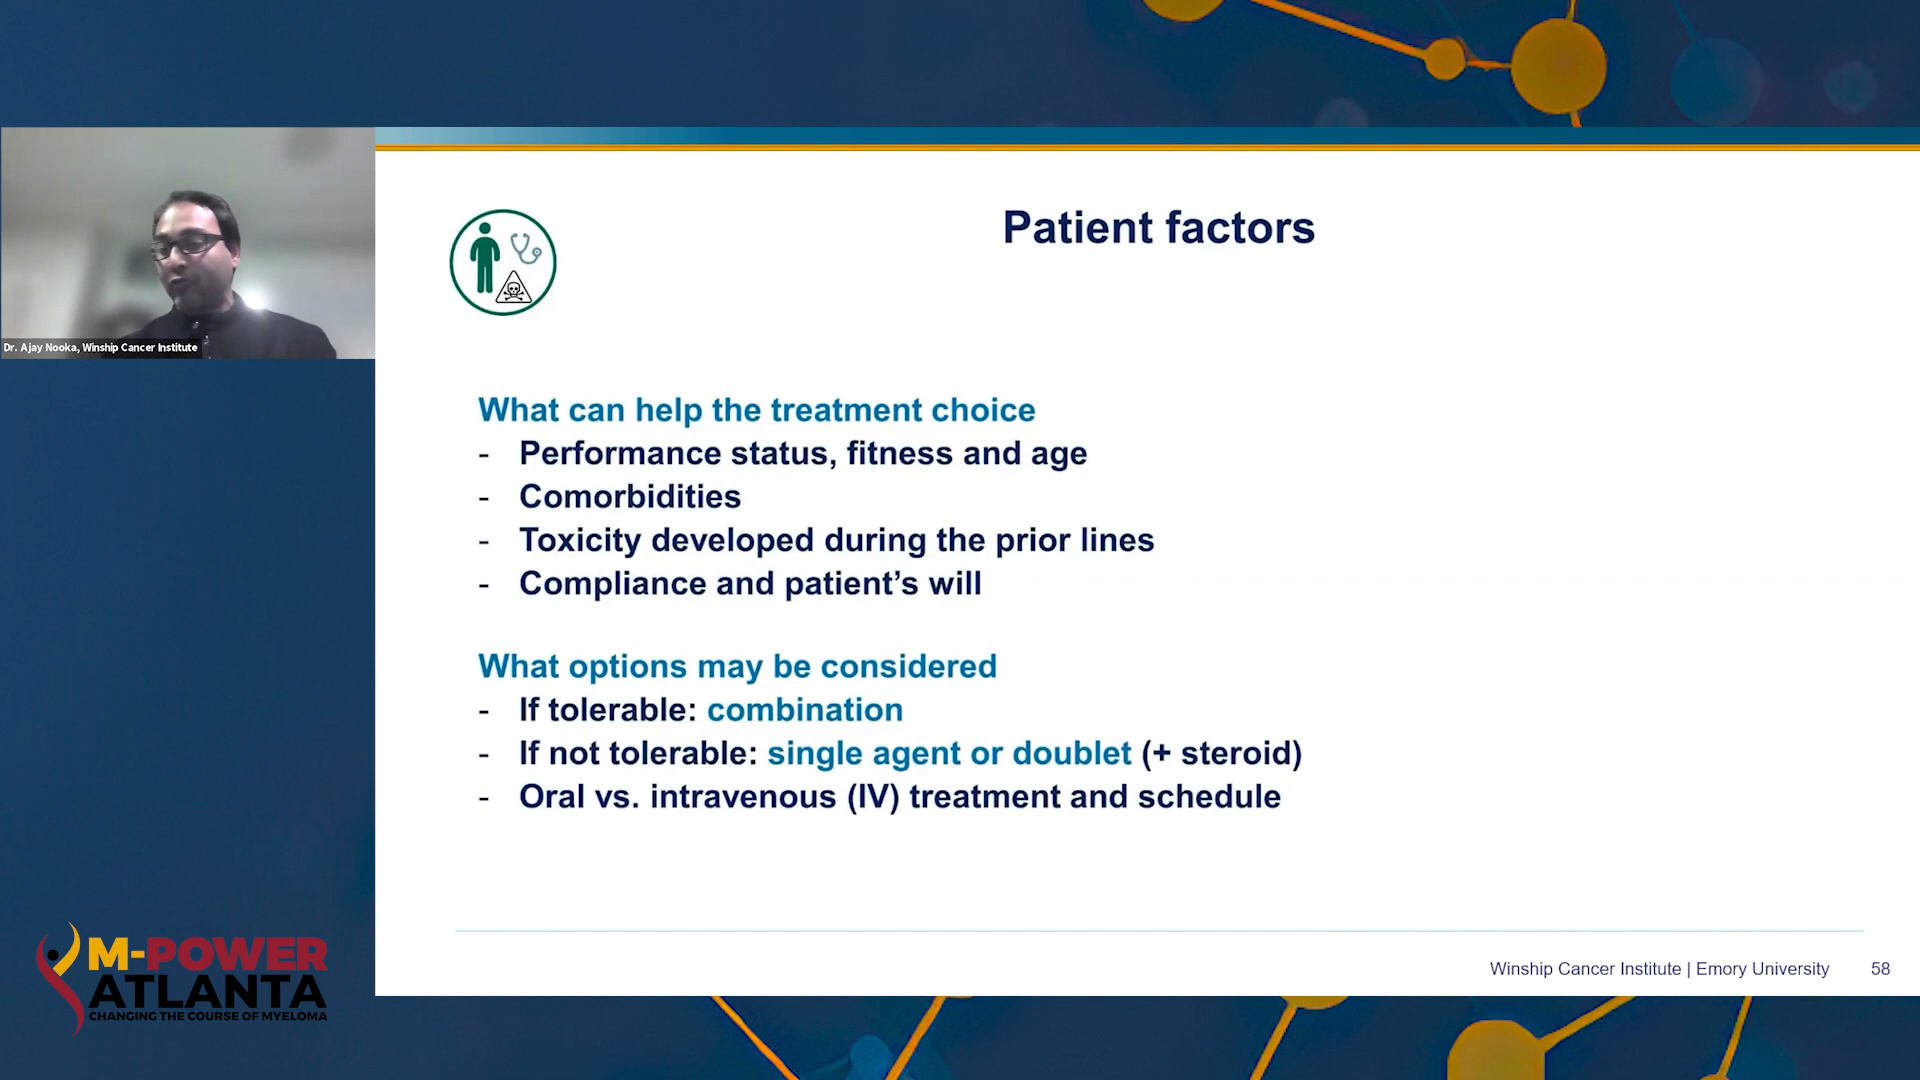 Patient factors
Dr. Ajay Nooka, Winship Cancer Institute
What can help the treatment choice
- Performance status, fitness and age
- Comorbidities
- Toxicity developed during the prior lines
- Compliance and patient’s will
What options may be considered
- If tolerable: combination
- If not tolerable: single agent or doublet (+ steroid)
- Oral vs. intravenous (IV) treatment and schedule
Winship Cancer Institute | Emory University 58
M-POWER
ATLANTA
CHANGING THE COURSE OF MYELOMA